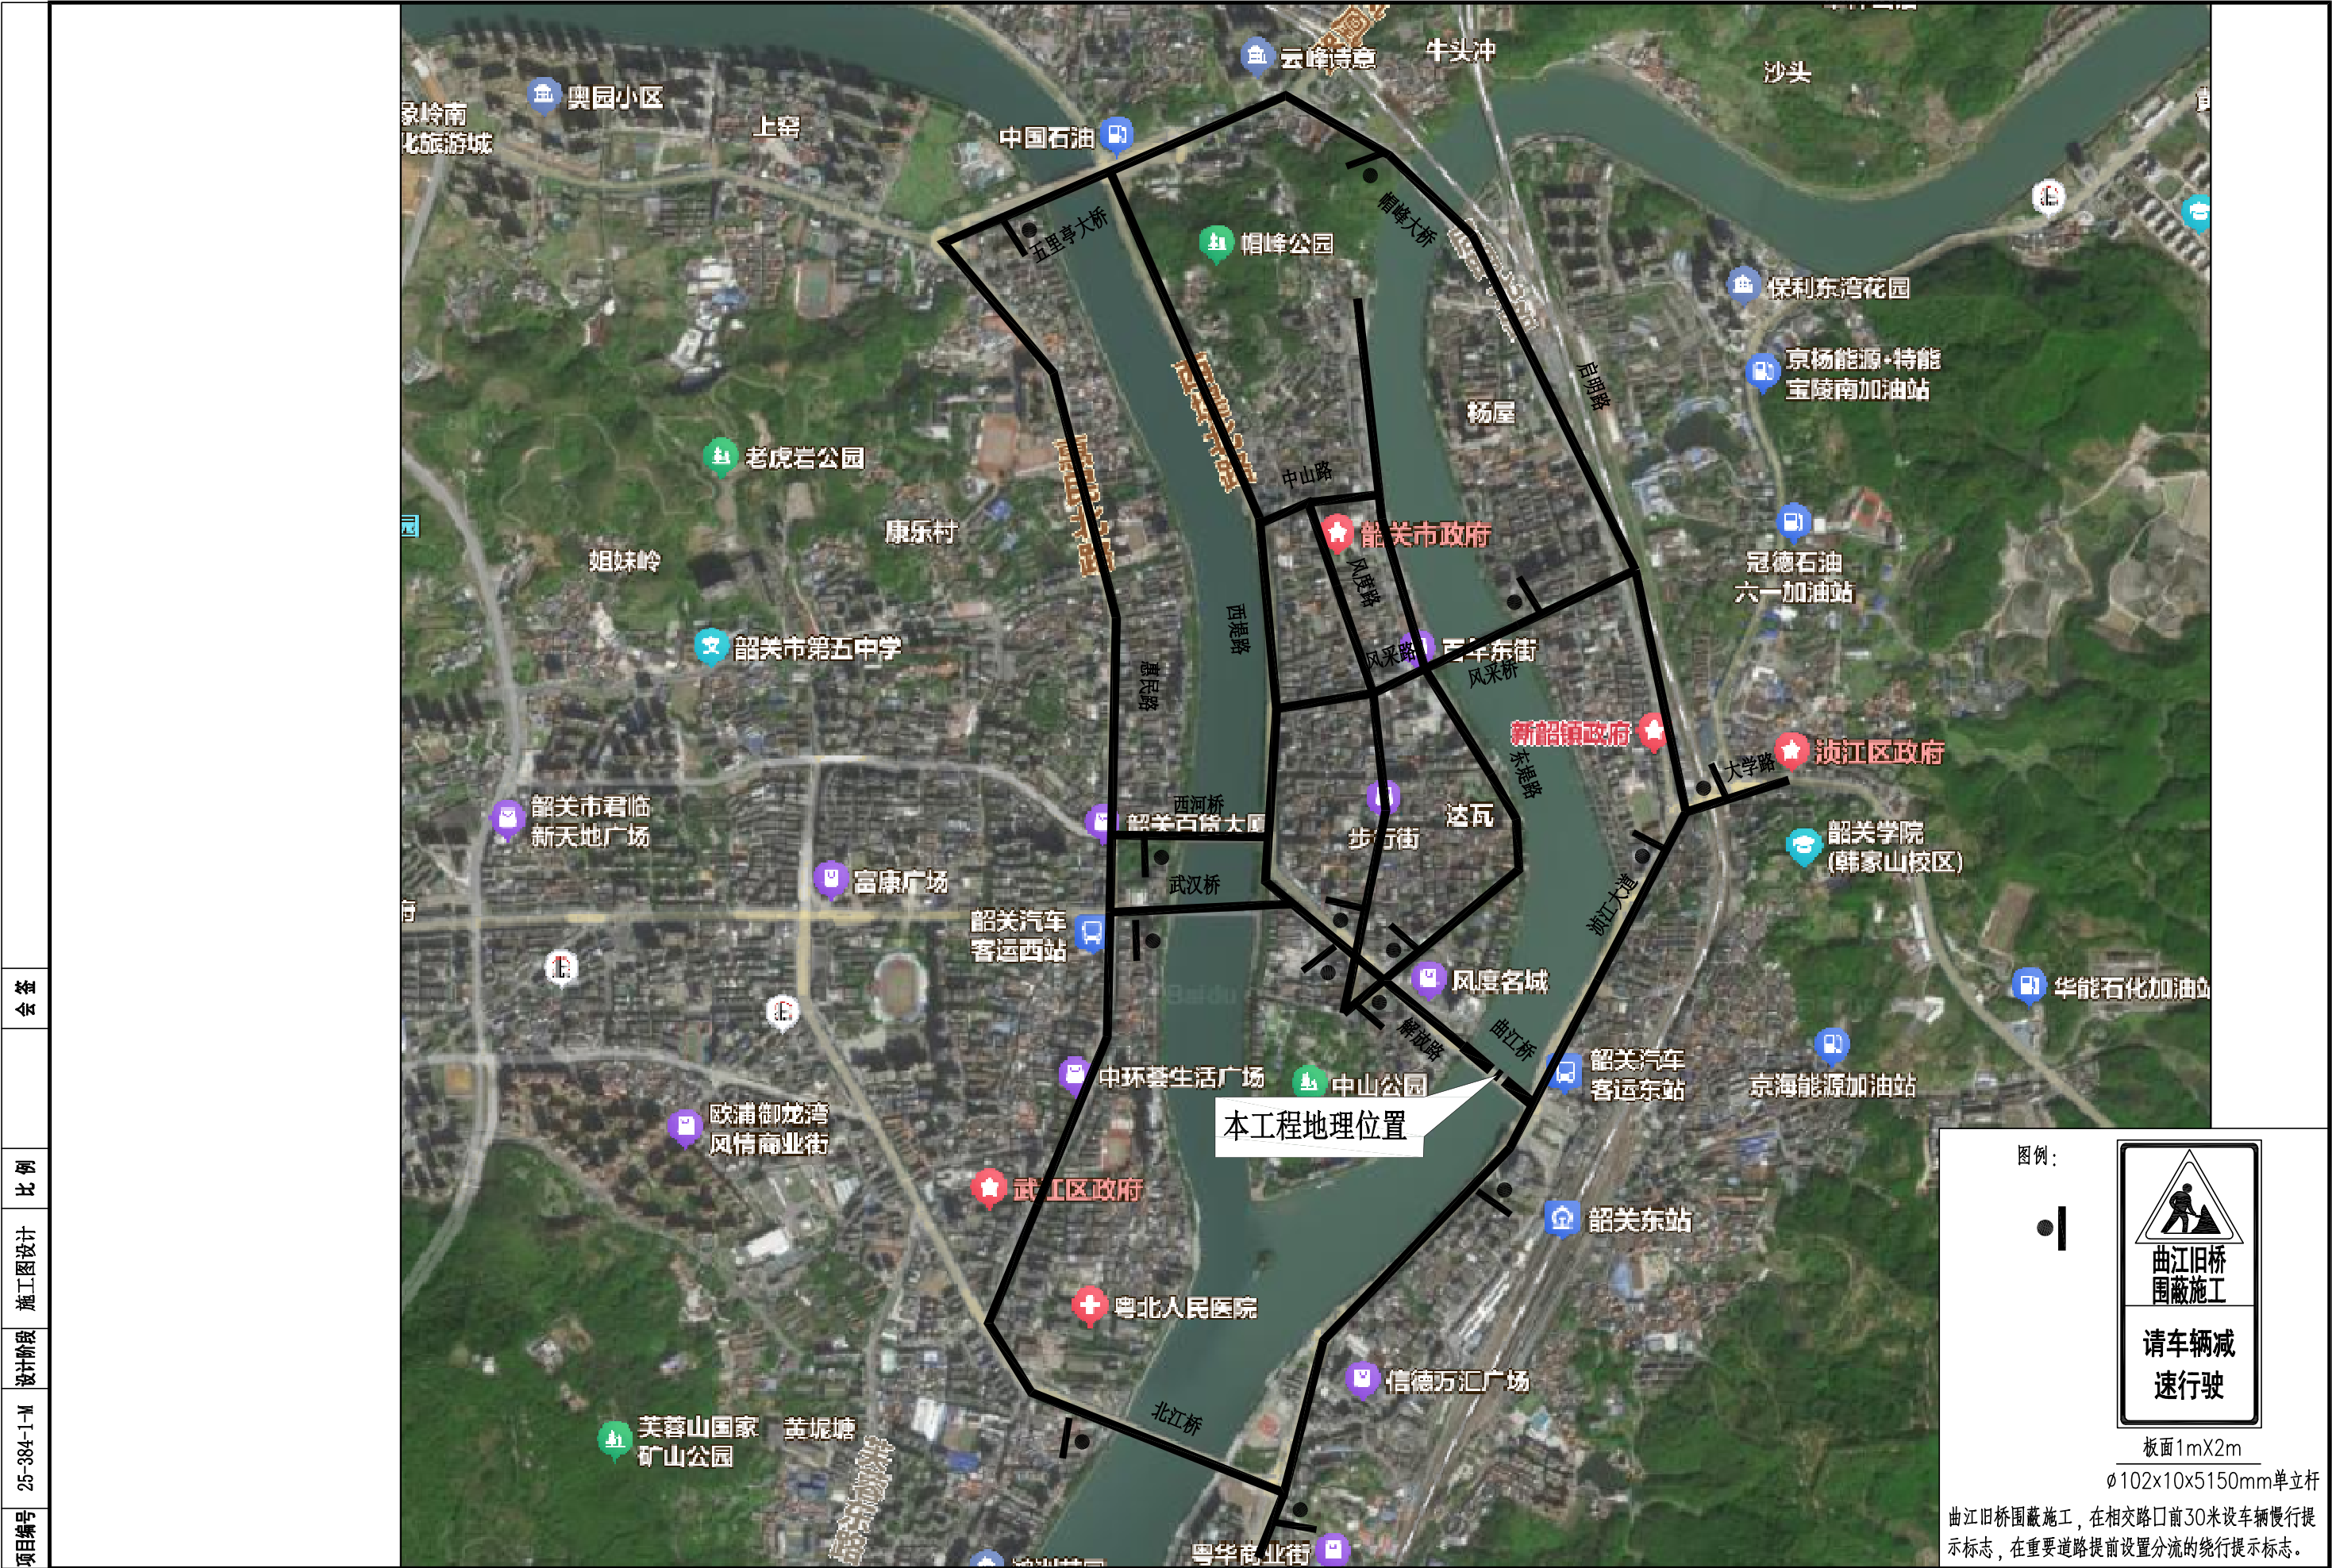 云峰诗意
牛头冲
沙头
奥园小区
象岭南
化旅游城
上窑
中国石油
帽峰大桥
五里亭大桥
帽峰公园
保利东湾花园
启明路
京杨能源·特能
宝陵南加油站
杨屋
老虎岩公园
中山路
康乐村
韶关市政府
姐妹岭
冠德石油
六一加油站
风度路
西堤路
韶关市第五中学
惠民路
风采路
百年东街
风采桥
新韶镇政府
浈江区政府
大学路
东堤路
韶关市君临
新天地广场
西河桥
韶关百货大厦
步行街
达瓦
韶关学院
(韩家山校区)
富康广场
武汉桥
浈江大道
韶关汽车
客运西站
风度名城
华能石化加油站
解放路
曲江桥
韶关汽车
客运东站
中环荟生活广场
中山公园
京海能源加油站
欧浦御龙湾
风情商业街
本工程地理位置
武江区政府
韶关东站
粤北人民医院
信德万汇广场
北江桥
芙蓉山国家
矿山公园
黄坭塘
粤华商业街
图例：
曲江旧桥
围蔽施工
请车辆减
速行驶
板面1mX2m
ϕ102x10x5150mm单立杆
曲江旧桥围蔽施工，在相交路口前30米设车辆慢行提
示标志，在重要道路提前设置分流的绕行提示标志。
会签
比例
施工图设计
设计阶段
25-384-1-M
项目编号